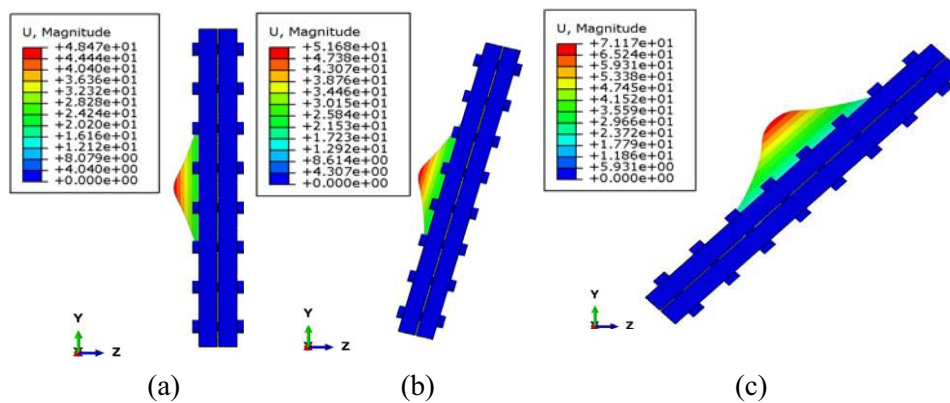 U, Magnitude
+4.847e+01
+4.444e+01
+4.040e+01
+3.636e+01
+3.232e+01
+2.828e+01
+2.424e+01
+2.020e+01
+1.616e+01
+1.212e+01
+8.079e+00
+4.040e+00
+0.000e+00
Y
Z
(a)
U, Magnitude
+5.168e+01
+4.738e+01
+4.307e+01
+3.876e+01
+3.446e+01
+3.015e+01
+2.584e+01
+2.153e+01
+1.723e+01
+1.292e+01
+8.614e+00
+4.307e+00
+0.000e+00
Y
Z
(b)
U, Magnitude
+7.117e+01
+6.524e+01
+5.931e+01
+5.338e+01
+4.745e+01
+4.152e+01
+3.559e+01
+2.966e+01
+2.372e+01
+1.779e+01
+1.186e+01
+5.931e+00
+0.000e+00
Y
Z
(c)